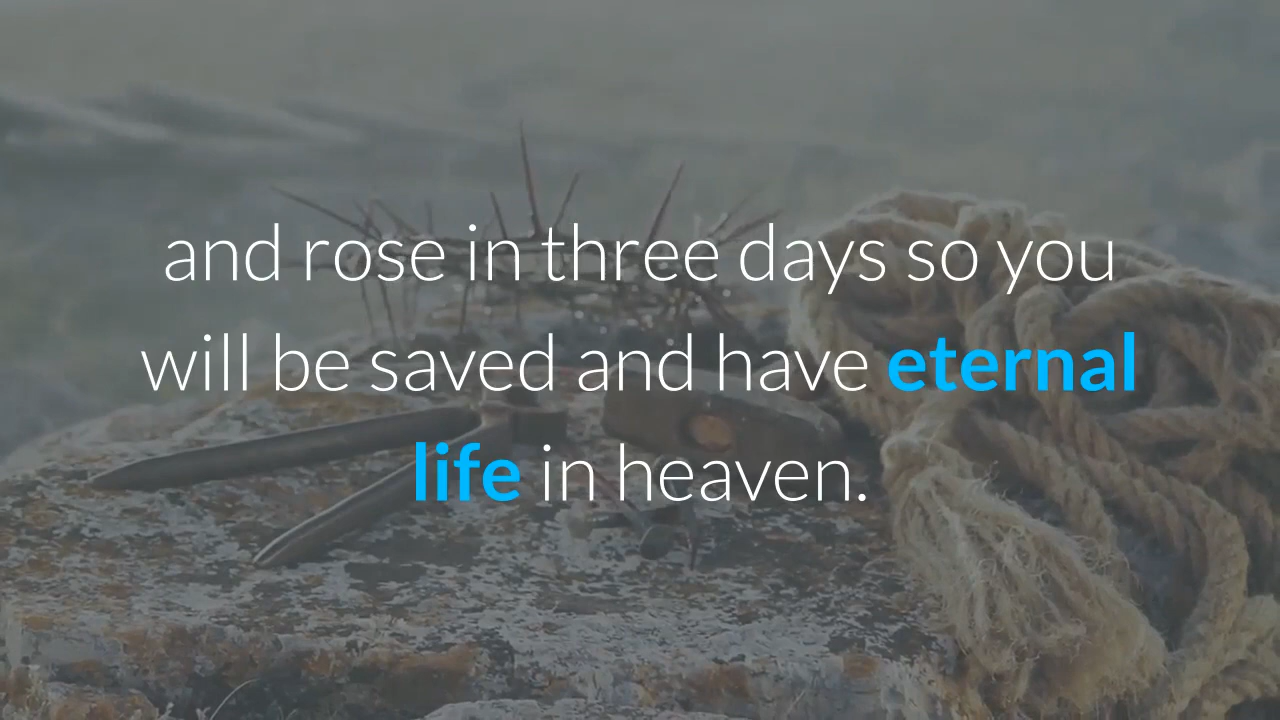 and rose in three days so you
will be saved and have eternal
life in heaven.